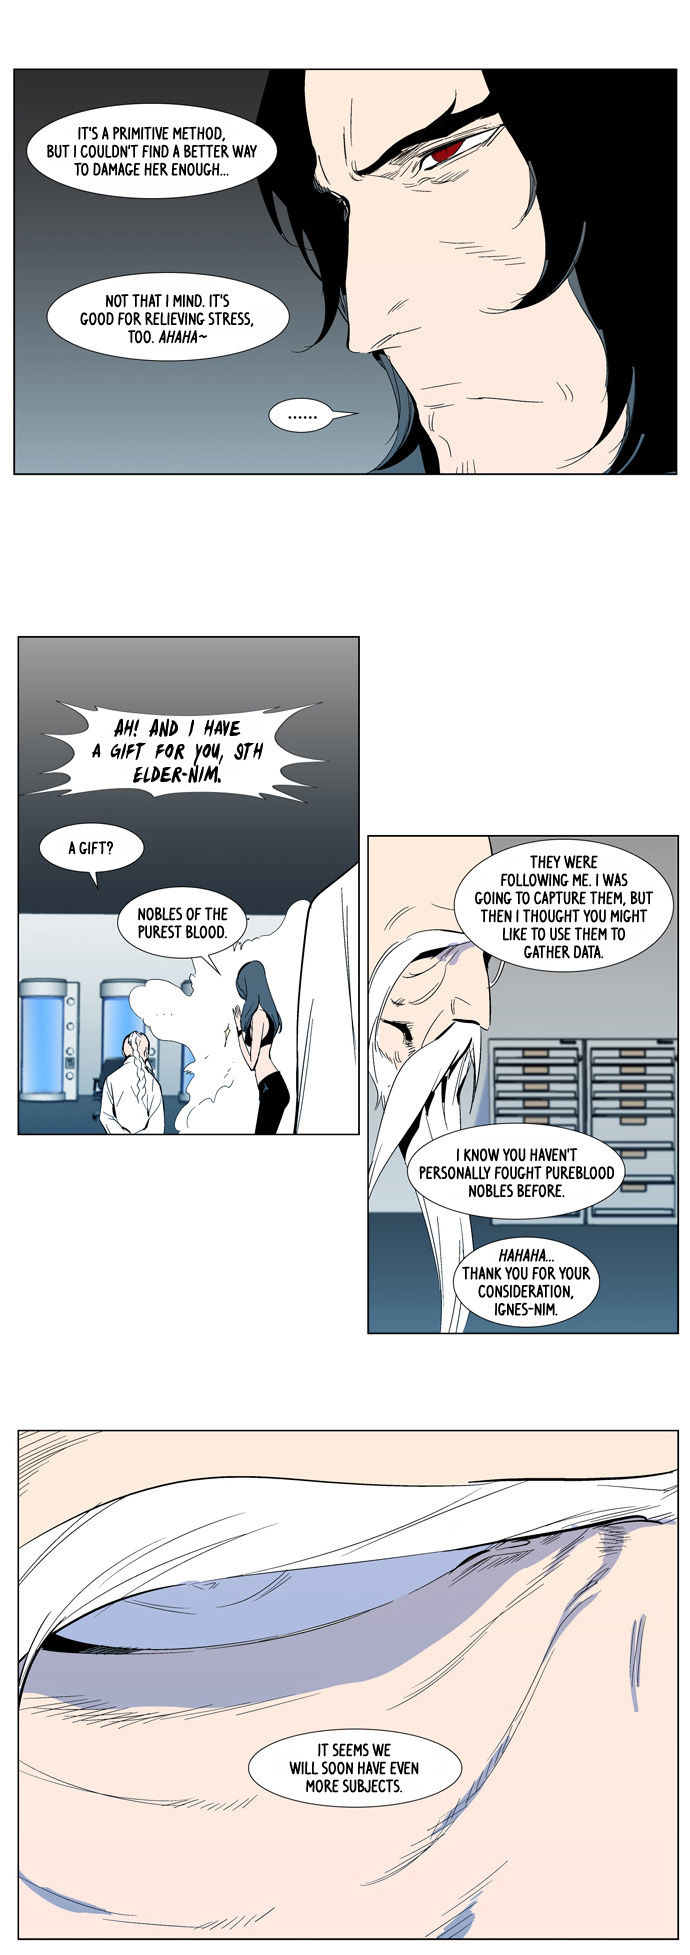 IT'S A PRIMITIVE METHOD,
BUT I COULDN'T FIND A BETTER WAY
TO DAMAGE HER ENOUGH...
NOT THAT I MIND. IT'S
GOOD FOR RELIEVING STRESS,
TOO. AHAHA~
......
AH! AND I HAVE
A GIFT FOR YOU, 9TH
ELDER-NIM.
A GIFT?
NOBLES OF THE
PUREST BLOOD.
THEY WERE
FOLLOWING ME. I WAS
GOING TO CAPTURE THEM, BUT
THEN I THOUGHT YOU MIGHT
LIKE TO USE THEM TO
GATHER DATA.
I KNOW YOU HAVEN'T
PERSONALLY FOUGHT PUREBLOOD
NOBLES BEFORE.
HAHAHA...
THANK YOU FOR YOUR
CONSIDERATION,
IGNES-NIM.
IT SEEMS WE
WILL SOON HAVE EVEN
MORE SUBJECTS.